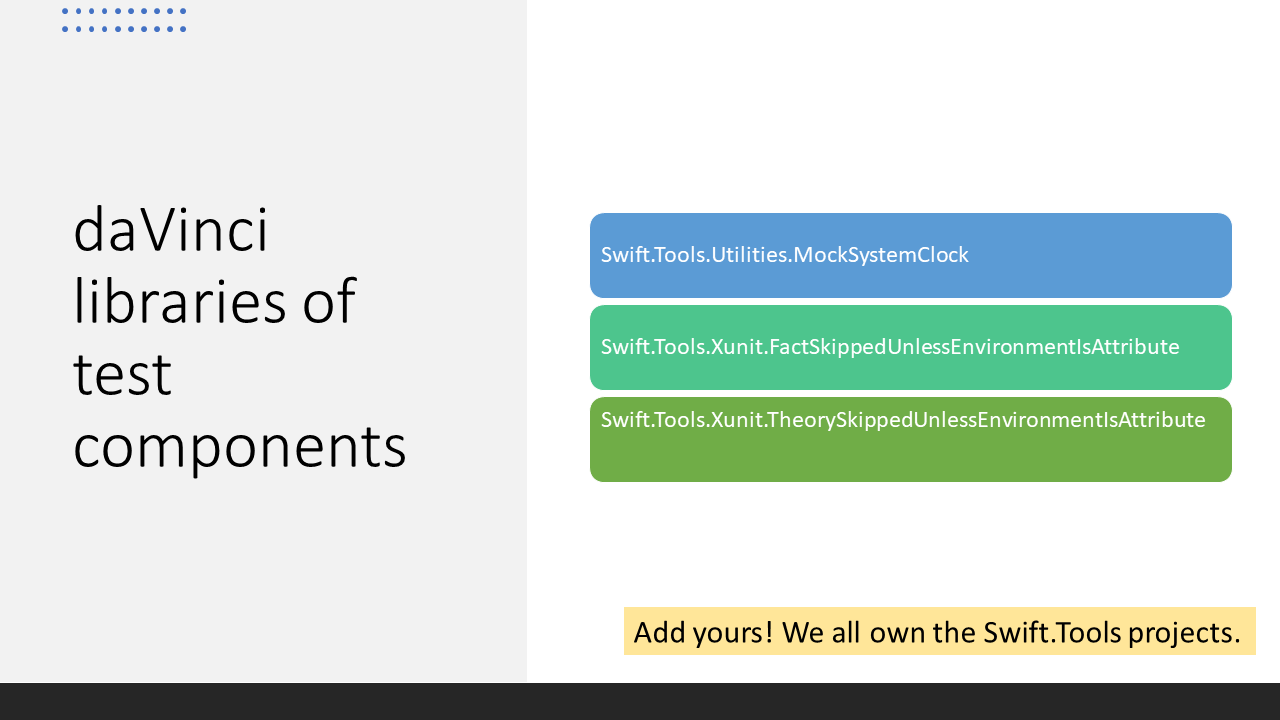 daVinci
libraries of
test
components
Swift.Tools.Utilities.MockSystemClock
Swift.Tools.Xunit.FactSkippedUnlessEnvironmentIsAttribute
Swift.Tools.Xunit.TheorySkippedUnlessEnvironmentIsAttribute
Add yours! We all own the Swift.Tools projects.